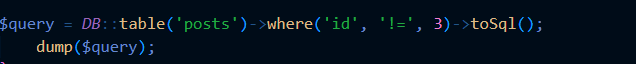 $query = DB::table('posts')->where('id', '!=', 3)->toSql();
    dump($query);